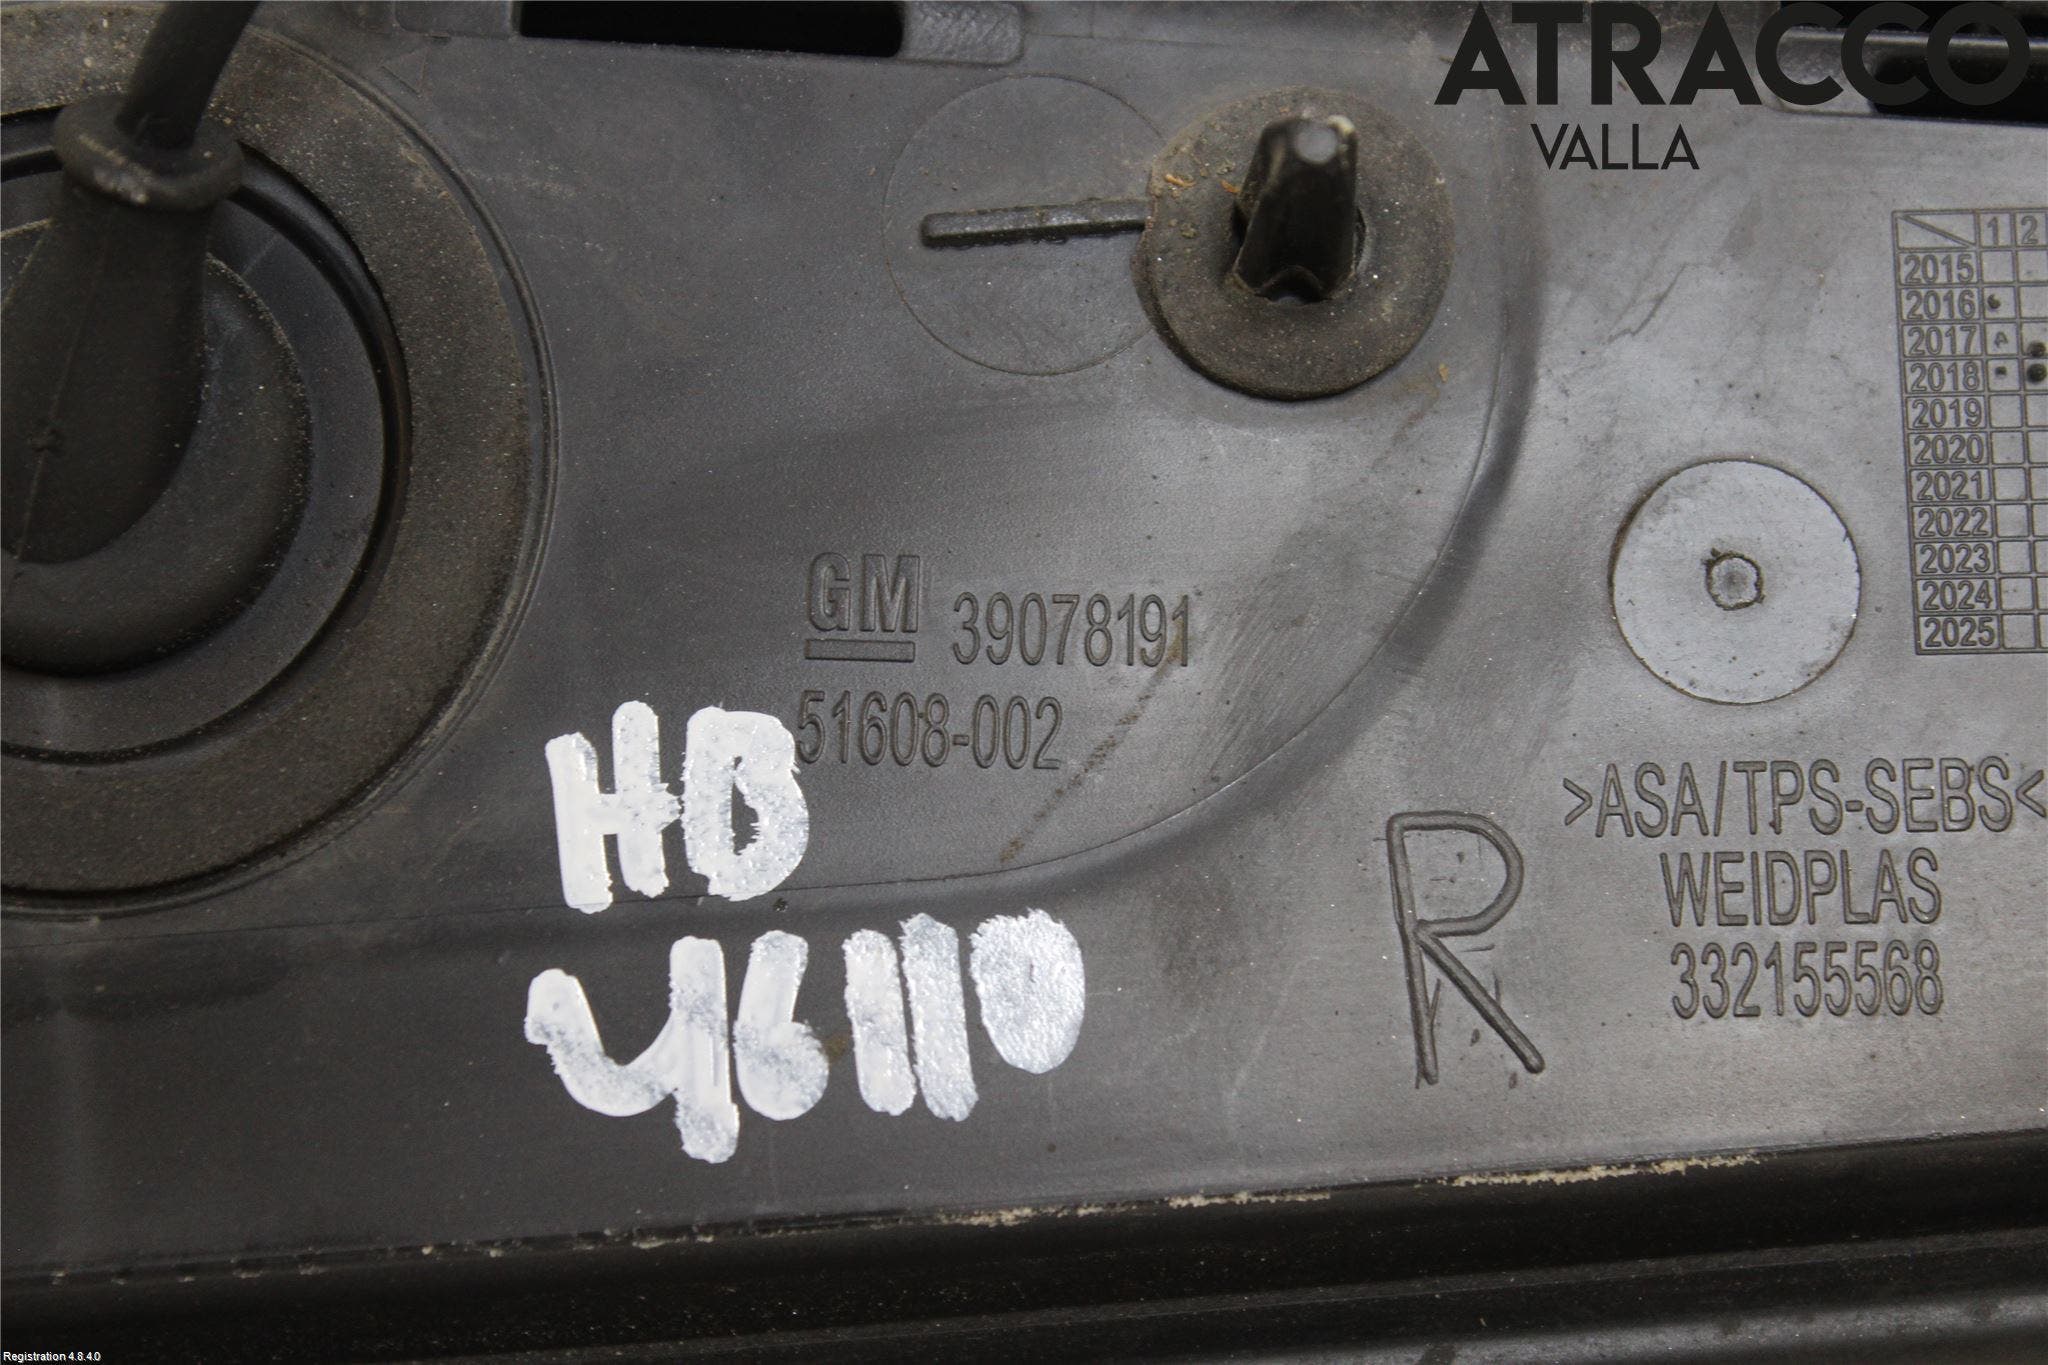 ATRACCO
VALLA
1 2
2015
2016
2017
2018
2019
2020
2021
2022
2023
2024
2025
GM 39078191
51608-002
HB
46110
>ASA/TPS-SEBS<
WEIDPLAS
332155568
R
Registration 4.8.4.0